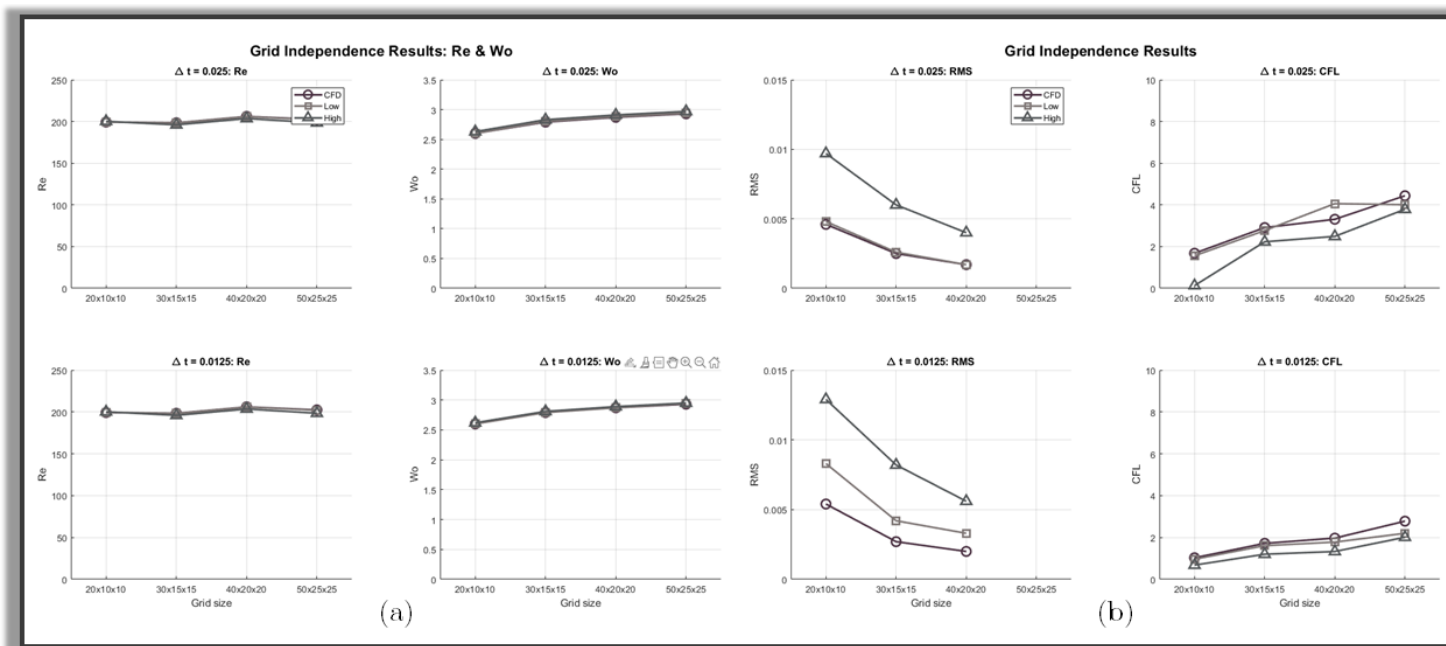 Grid Independence Results: Re & Wo
Δ t = 0.025: Re
250
200
150
100
50
0
Re
20x10x10 30x15x15 40x20x20 50x25x25
CFD
Low
High
Δ t = 0.025: Wo
3.5
3
2.5
2
1.5
1
0.5
0
Wo
20x10x10 30x15x15 40x20x20 50x25x25
Δ t = 0.0125: Re
250
200
150
100
50
0
Re
20x10x10 30x15x15 40x20x20 50x25x25
Grid size
Δ t = 0.0125: Wo
3.5
3
2.5
2
1.5
1
0.5
0
Wo
20x10x10 30x15x15 40x20x20 50x25x25
Grid size
(a)
Grid Independence Results
Δ t = 0.025: RMS
0.015
0.01
0.005
0
RMS
20x10x10 30x15x15 40x20x20 50x25x25
CFD
Low
High
Δ t = 0.025: CFL
10
8
6
4
2
0
CFL
20x10x10 30x15x15 40x20x20 50x25x25
Δ t = 0.0125: RMS
0.015
0.01
0.005
0
RMS
20x10x10 30x15x15 40x20x20 50x25x25
Grid size
Δ t = 0.0125: CFL
10
8
6
4
2
0
CFL
20x10x10 30x15x15 40x20x20 50x25x25
Grid size
(b)